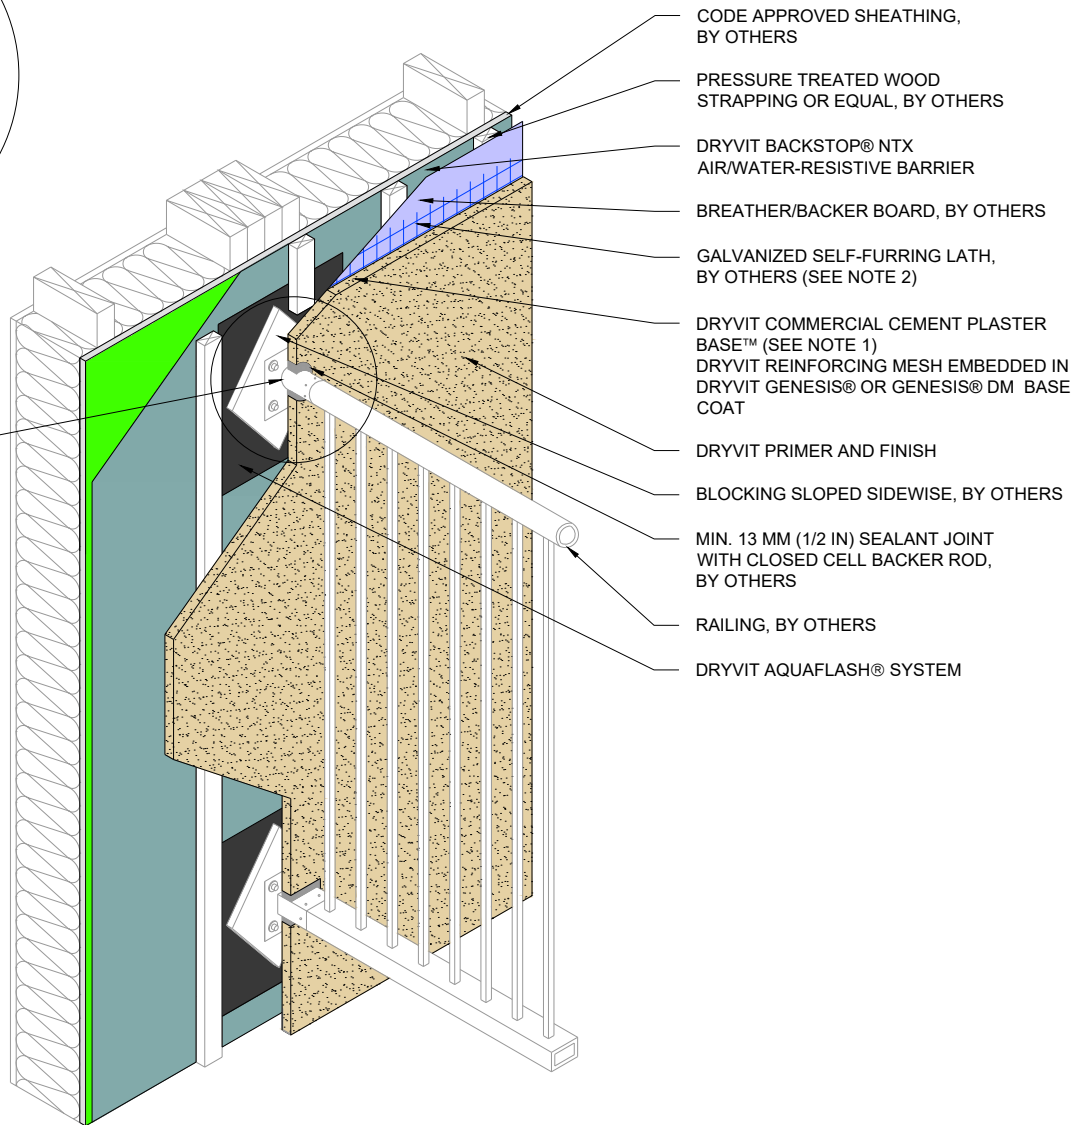 CODE APPROVED SHEATHING,
BY OTHERS
PRESSURE TREATED WOOD
STRAPPING OR EQUAL, BY OTHERS
DRYVIT BACKSTOP® NTX
AIR/WATER-RESISTIVE BARRIER
BREATHER/BACKER BOARD, BY OTHERS
GALVANIZED SELF-FURRING LATH,
BY OTHERS (SEE NOTE 2)
DRYVIT COMMERCIAL CEMENT PLASTER
BASE™ (SEE NOTE 1)
DRYVIT REINFORCING MESH EMBEDDED IN
DRYVIT GENESIS® OR GENESIS® DM BASE
COAT
DRYVIT PRIMER AND FINISH
BLOCKING SLOPED SIDEWISE, BY OTHERS
MIN. 13 MM (1/2 IN) SEALANT JOINT
WITH CLOSED CELL BACKER ROD,
BY OTHERS
RAILING, BY OTHERS
DRYVIT AQUAFLASH® SYSTEM